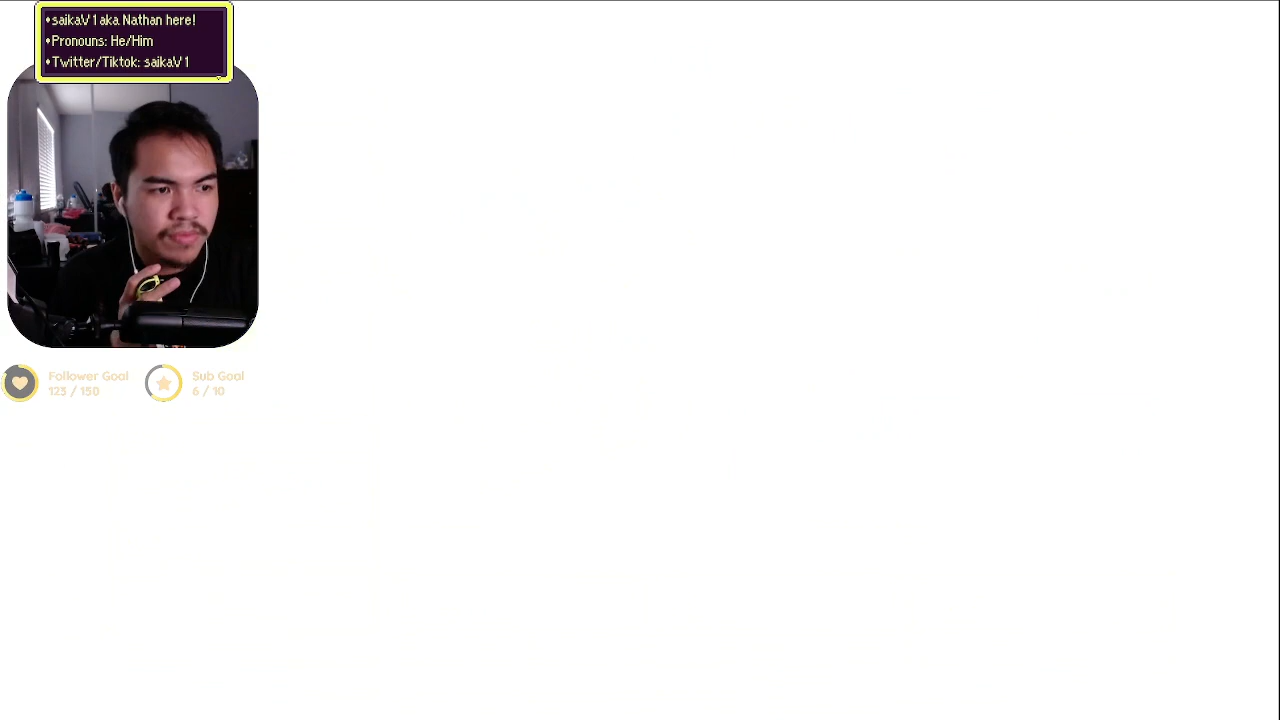 •saikaV1 aka Nathan here!
•Pronouns: He/Him
•Twitter/Tiktok: saikaV1
Follower Goal
123 / 150
Sub Goal
6 / 10